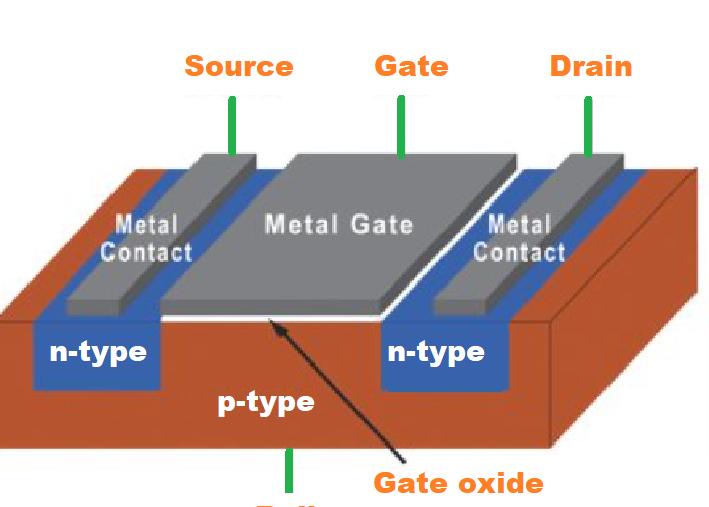 Source
Gate
Drain
Metal
Contact
Metal Gate
Metal
Contact
n-type
n-type
p-type
Gate oxide